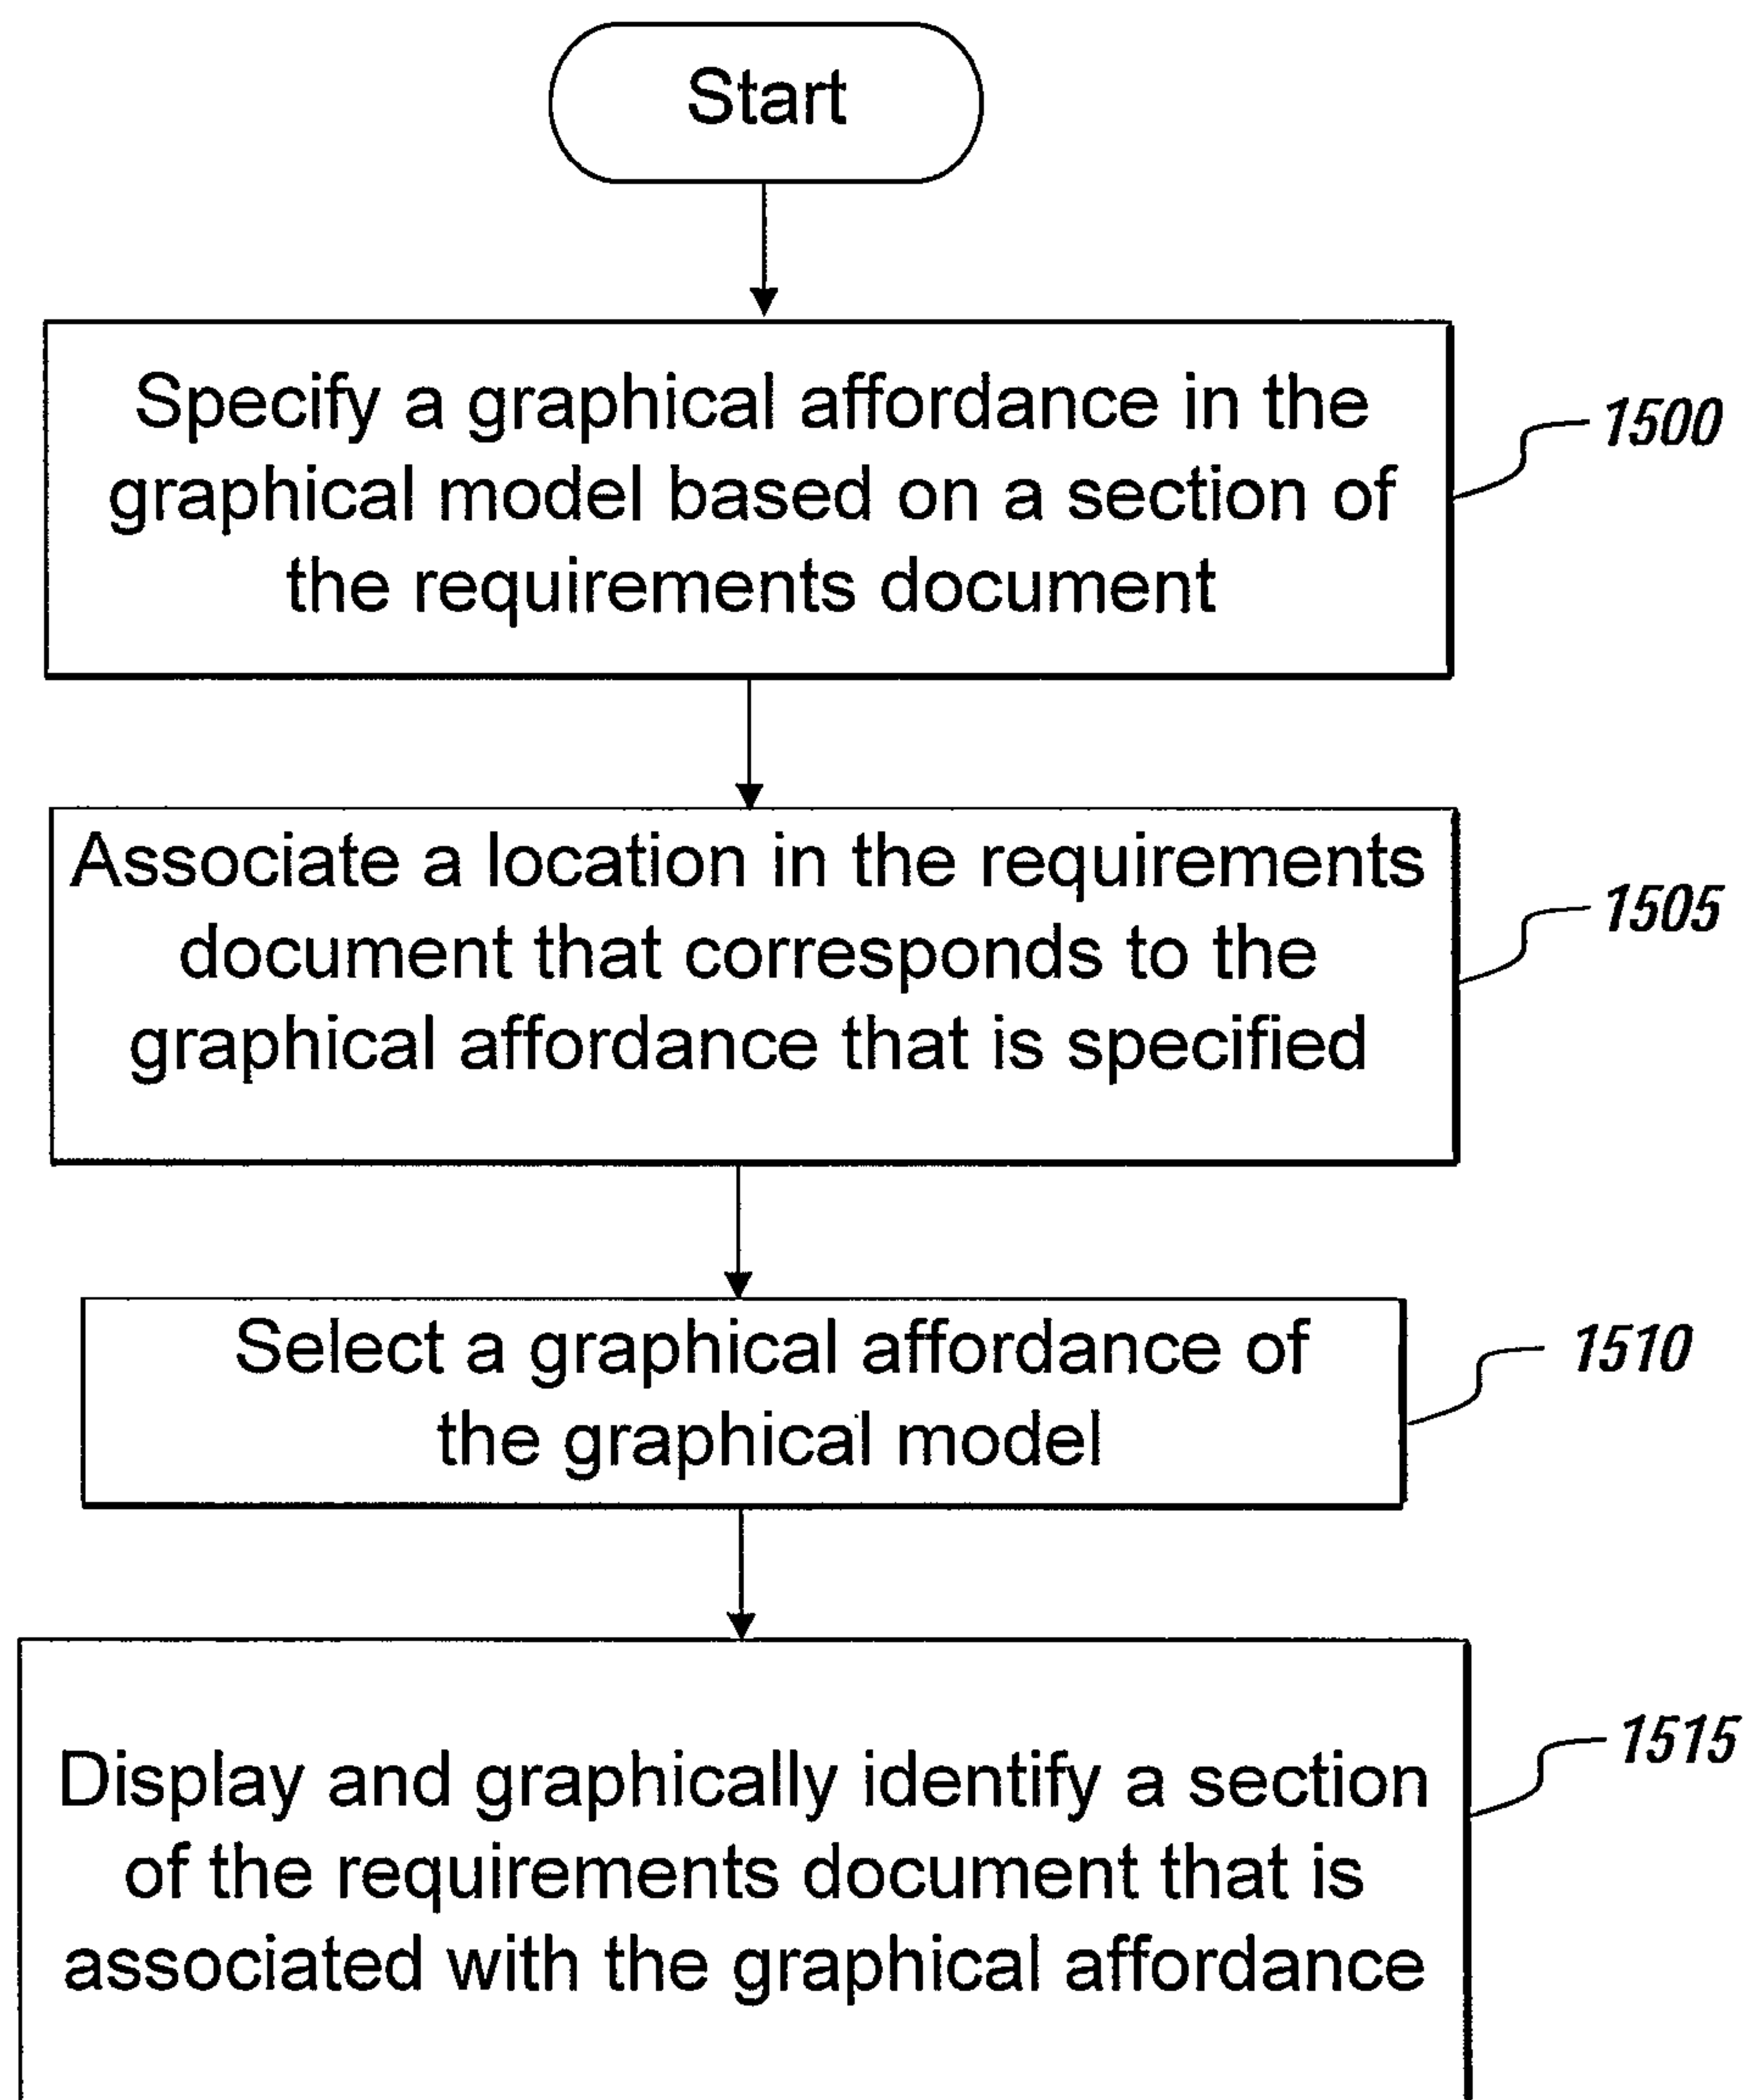 Start
Specify a graphical affordance in the
graphical model based on a section of
the requirements document
1500
Associate a location in the requirements
document that corresponds to the
graphical affordance that is specified
1505
Select a graphical affordance of
the graphical model
1510
Display and graphically identify a section
of the requirements document that is
associated with the graphical affordance
1515